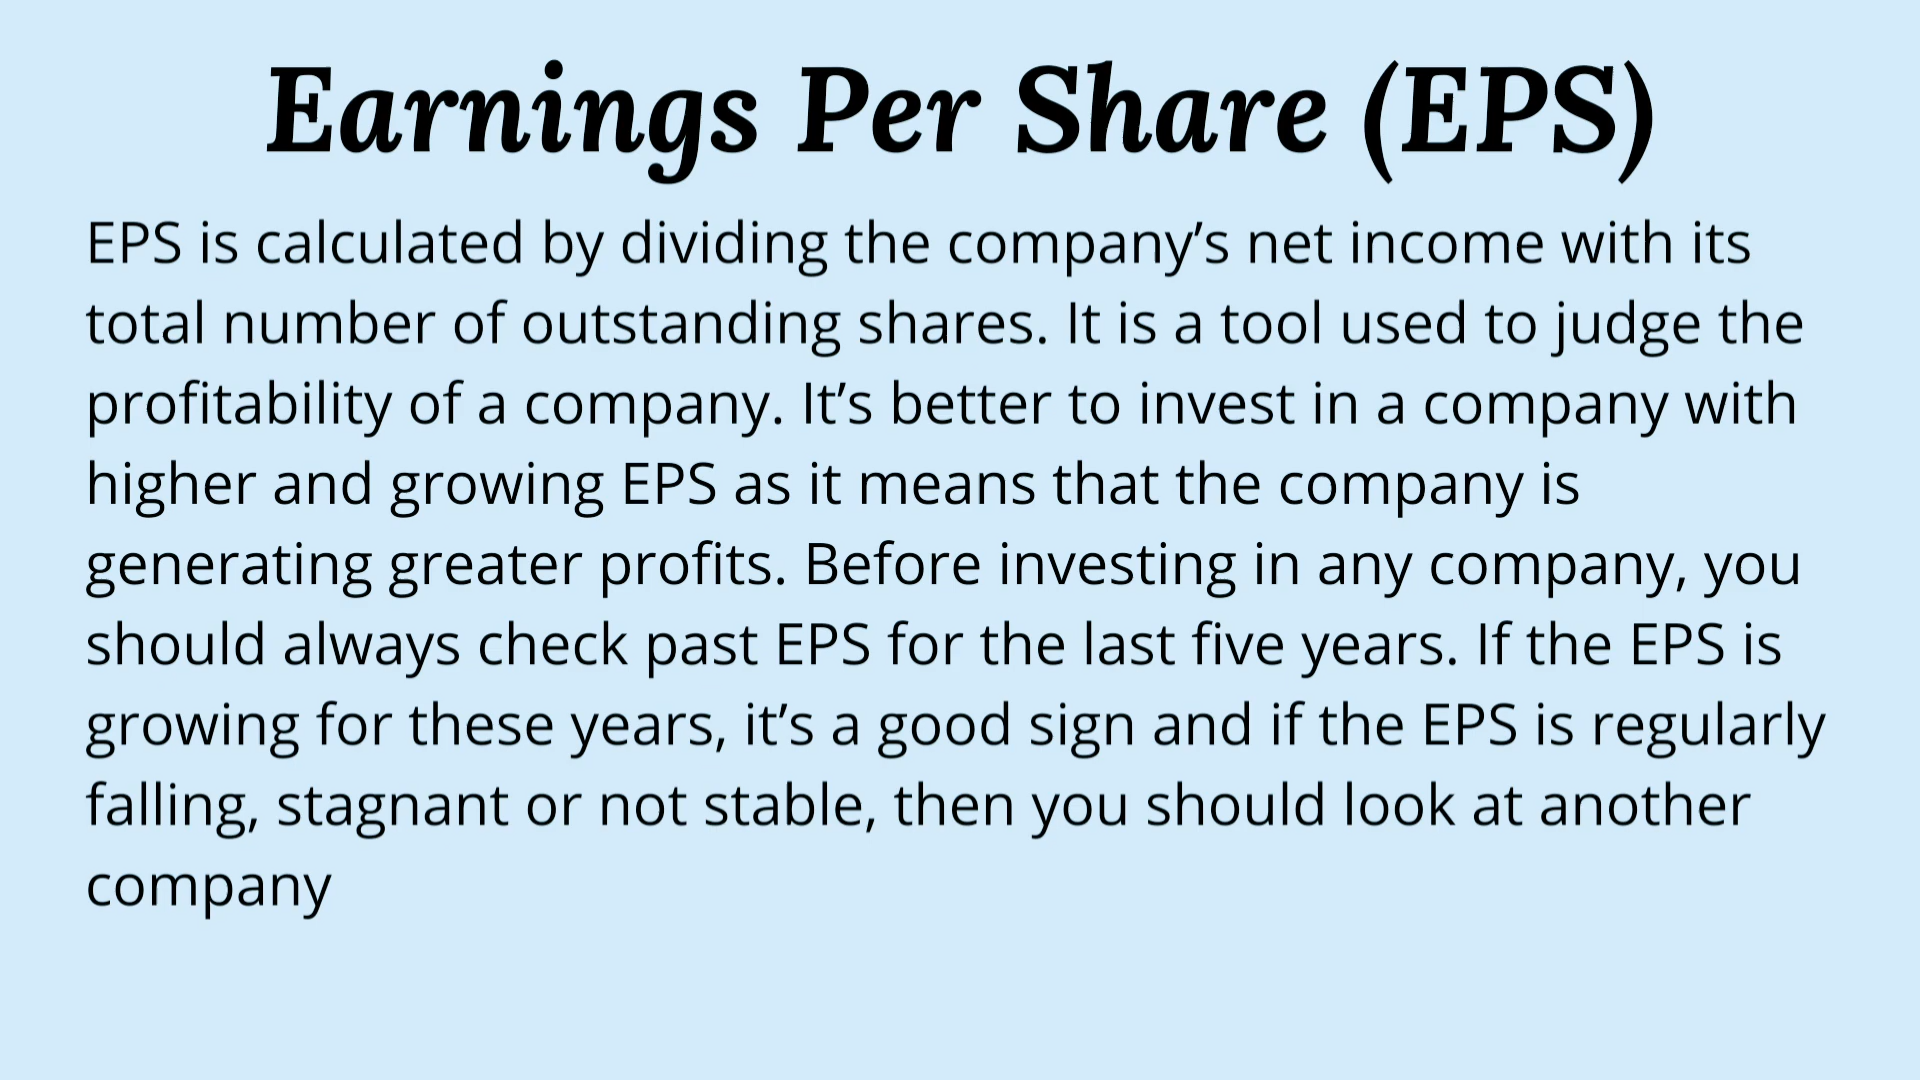 Earnings Per Share (EPS)
EPS is calculated by dividing the company’s net income with its
total number of outstanding shares. It is a tool used to judge the
profitability of a company. It’s better to invest in a company with
higher and growing EPS as it means that the company is
generating greater profits. Before investing in any company, you
should always check past EPS for the last five years. If the EPS is
growing for these years, it’s a good sign and if the EPS is regularly
falling, stagnant or not stable, then you should look at another
company